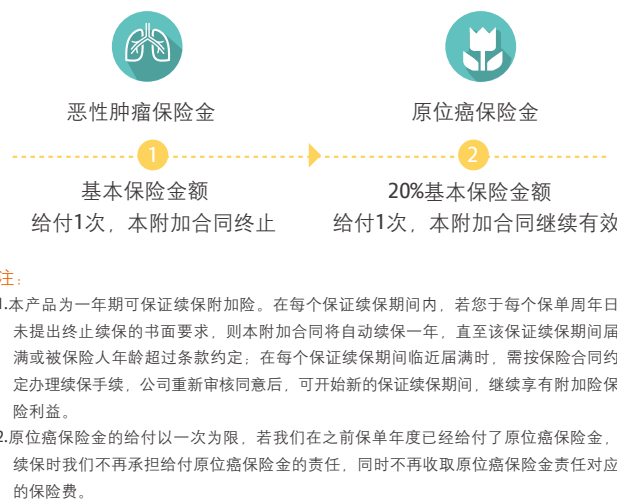 恶性肿瘤保险金 原位癌保险金
1 2
基本保险金额 20%基本保险金额
给付1次，本附加合同终止 给付1次，本附加合同继续有效
注：
1.本产品为一年期可保证续保附加险。在每个保证续保期间内，若您于每个保单周年日
未提出终止续保的书面要求，则本附加合同将自动续保一年，直至该保证续保期间届
满或被保险人年龄超过条款约定；在每个保证续保期间临近届满时，需按保险合同约
定办理续保手续，公司重新审核同意后，可开始新的保证续保期间，继续享有附加险保
险利益。
2.原位癌保险金的给付以一次为限，若我们在之前保单年度已经给付了原位癌保险金，
续保时我们不再承担给付原位癌保险金的责任，同时不再收取原位癌保险金责任对应
的保险费。